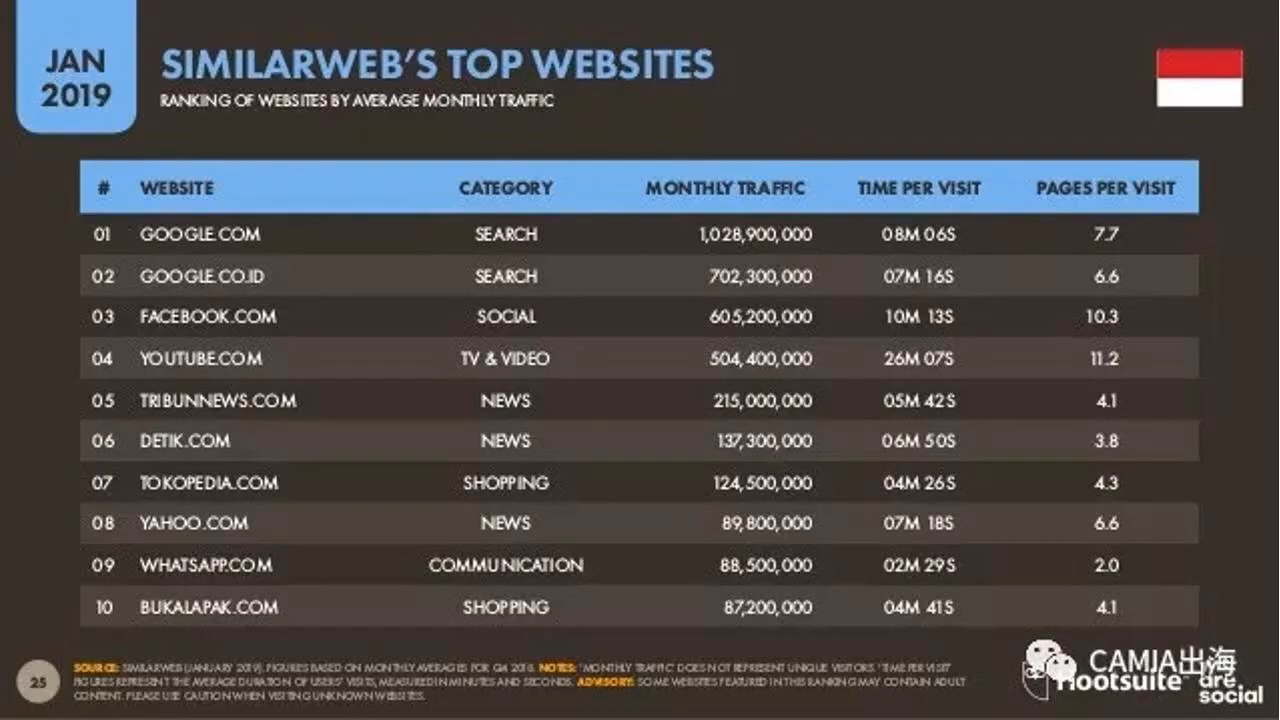 JAN
2019
SIMILARWEB'S TOP WEBSITES
RANKING OF WEBSITES BY AVERAGE MONTHLY TRAFFIC
# WEBSITE CATEGORY MONTHLY TRAFFIC TIME PER VISIT PAGES PER VISIT
01 GOOGLE.COM SEARCH 1,028,900,000 08M 06S 7.7
02 GOOGLE.CO.ID SEARCH 702,300,000 07M 16S 6.6
03 FACEBOOK.COM SOCIAL 605,200,000 10M 13S 10.3
04 YOUTUBE.COM TV & VIDEO 504,400,000 26M 07S 11.2
05 TRIBUNNEWS.COM NEWS 215,000,000 05M 42S 4.1
06 DETIK.COM NEWS 137,300,000 06M 50S 3.8
07 TOKOPEDIA.COM SHOPPING 124,500,000 04M 26S 4.3
08 YAHOO.COM NEWS 89,800,000 07M 18S 6.6
09 WHATSAPP.COM COMMUNICATION 88,500,000 02M 29S 2.0
10 BUKALAPAK.COM SHOPPING 87,200,000 04M 41S 4.1
25
SOURCE: SIMILARWEB (JANUARY 2019). FIGURES BASED ON MONTHLY AVERAGES FOR Q4 2018. NOTES: 'MONTHLY TRAFFIC' DOES NOT REPRESENT UNIQUE VISITORS. 'TIME PER VISIT'
FIGURES REPRESENT THE AVERAGE DURATION OF USERS' VISITS, MEASURED IN MINUTES AND SECONDS. ADVISORY: SOME WEBSITES FEATURED IN THIS RANKING MAY CONTAIN ADULT
CONTENT. PLEASE USE CAUTION WHEN VISITING UNKNOWN WEBSITES.
CAMIA出海
Hootsuite are.
social